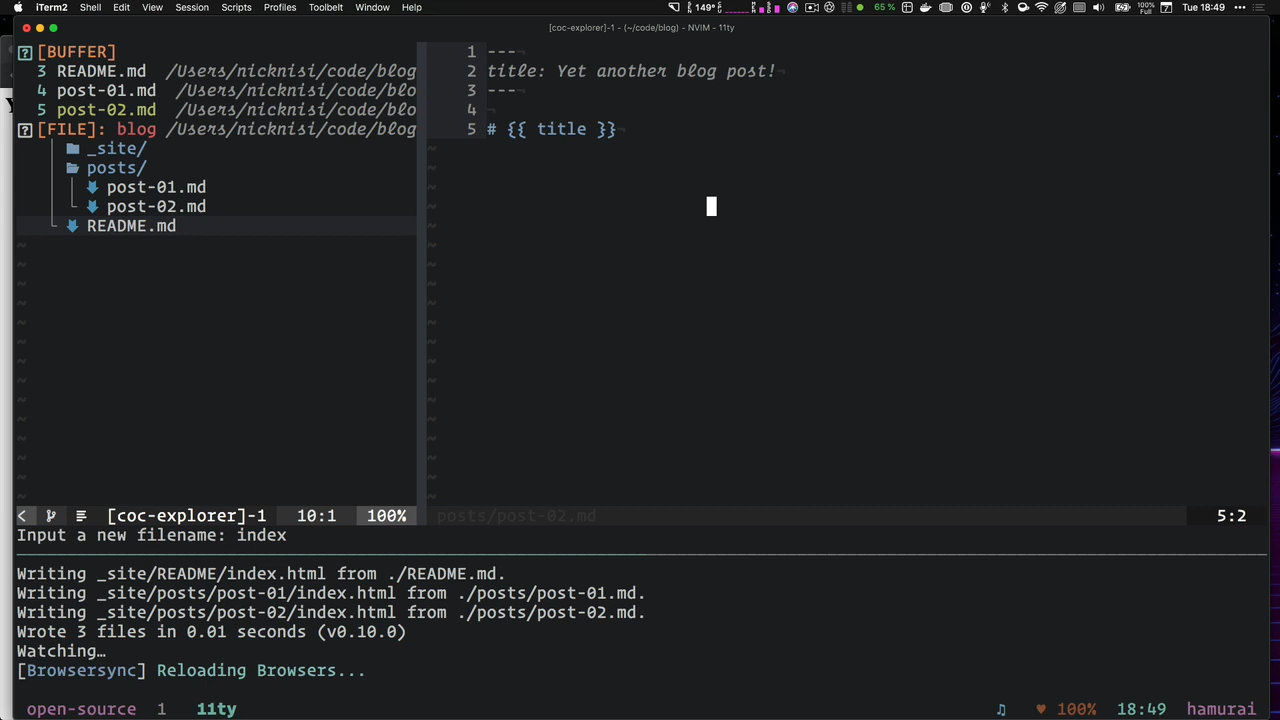 iTerm2 Shell Edit View Session Scripts Profiles Toolbelt Window Help 149° 65 % 100% Full 7 Tue 18:49
[coc-explorer]-1 - (~/code/blog) - NVIM - 11ty
[BUFFER]
3 README.md /Users/nicknisi/code/blog
4 post-01.md /Users/nicknisi/code/blo
5 post-02.md /Users/nicknisi/code/blo
[FILE]: blog /Users/nicknisi/code/blog
_site/
posts/
post-01.md
post-02.md
README.md
1 ---¬
2 title: Yet another blog post!¬
3 ---¬
4 ¬
5 # {{ title }}¬
[coc-explorer]-1 10:1 100% posts/post-02.md 5:2
Input a new filename: index
Writing _site/README/index.html from ./README.md.
Writing _site/posts/post-01/index.html from ./posts/post-01.md.
Writing _site/posts/post-02/index.html from ./posts/post-02.md.
Wrote 3 files in 0.01 seconds (v0.10.0)
Watching…
[Browsersync] Reloading Browsers...
open-source 1 11ty ♫ ♥ 100% 18:49 hamurai